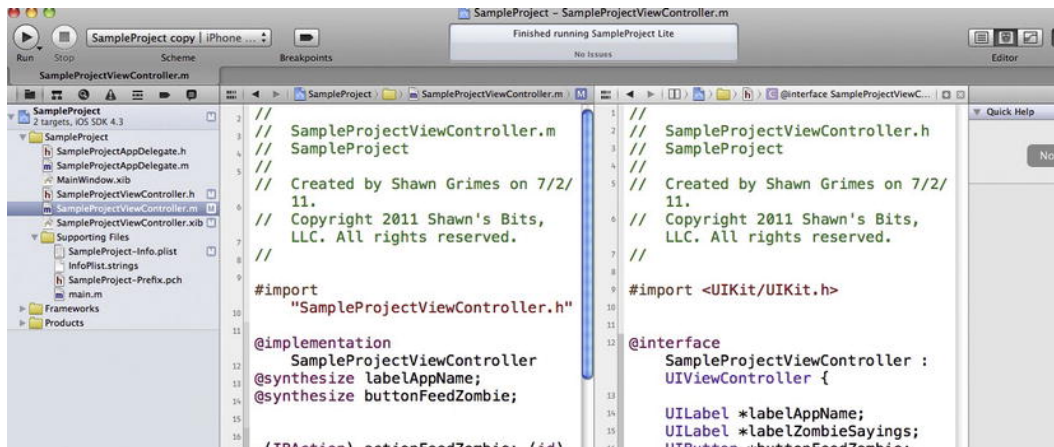 SampleProject - SampleProjectViewController.m
SampleProject copy | iPhone ...
Finished running SampleProject Lite
No Issues
Run
Stop
Scheme
Breakpoints
Editor
SampleProjectViewController.m
SampleProject
2 targets, iOS SDK 4.3
SampleProject
SampleProjectAppDelegate.h
SampleProjectAppDelegate.m
MainWindow.xib
SampleProjectViewController.h
SampleProjectViewController.m
SampleProjectViewController.xib
Supporting Files
SampleProject-Info.plist
InfoPlist.strings
SampleProject-Prefix.pch
main.m
Frameworks
Products
SampleProject
SampleProjectViewController.m
//
// SampleProjectViewController.m
// SampleProject
//
// Created by Shawn Grimes on 7/2/
11.
// Copyright 2011 Shawn's Bits,
LLC. All rights reserved.
//
#import
"SampleProjectViewController.h"
@implementation
SampleProjectViewController
@synthesize labelAppName;
@synthesize buttonFeedZombie;
@interface SampleProjectViewC...
//
// SampleProjectViewController.h
// SampleProject
//
// Created by Shawn Grimes on 7/2/
11.
// Copyright 2011 Shawn's Bits,
LLC. All rights reserved.
//
#import <UIKit/UIKit.h>
@interface
SampleProjectViewController :
UIViewController {
UILabel *labelAppName;
UILabel *labelZombieSayings;
Quick Help
No